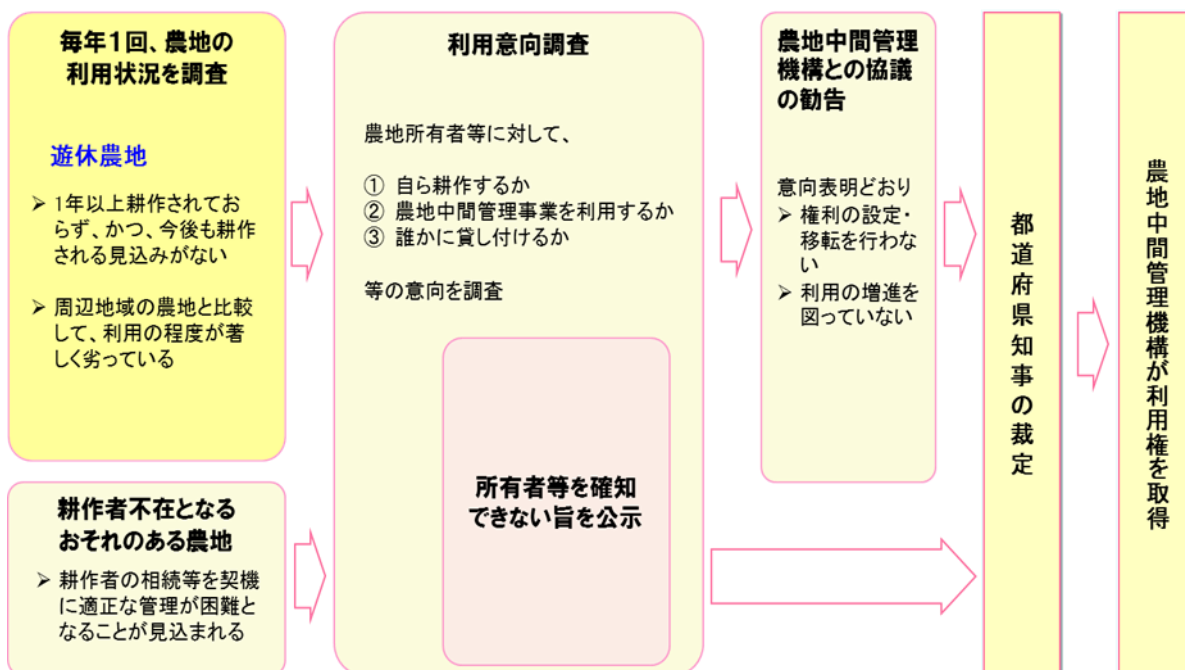 毎年１回、農地の
利用状況を調査
遊休農地
➢ 1年以上耕作されてお
らず、かつ、今後も耕作
される見込みがない
➢ 周辺地域の農地と比較
して、利用の程度が著
しく劣っている
耕作者不在となる
おそれのある農地
➢ 耕作者の相続等を契機
に適正な管理が困難と
なることが見込まれる
利用意向調査
農地所有者等に対して、
① 自ら耕作するか
② 農地中間管理事業を利用するか
③ 誰かに貸し付けるか
等の意向を調査
所有者等を確知
できない旨を公示
農地中間管理
機構との協議
の勧告
意向表明どおり
➢ 権利の設定・
移転を行わな
い
➢ 利用の増進を
図っていない
都道府県知事の裁定
農地中間管理機構が利用権を取得